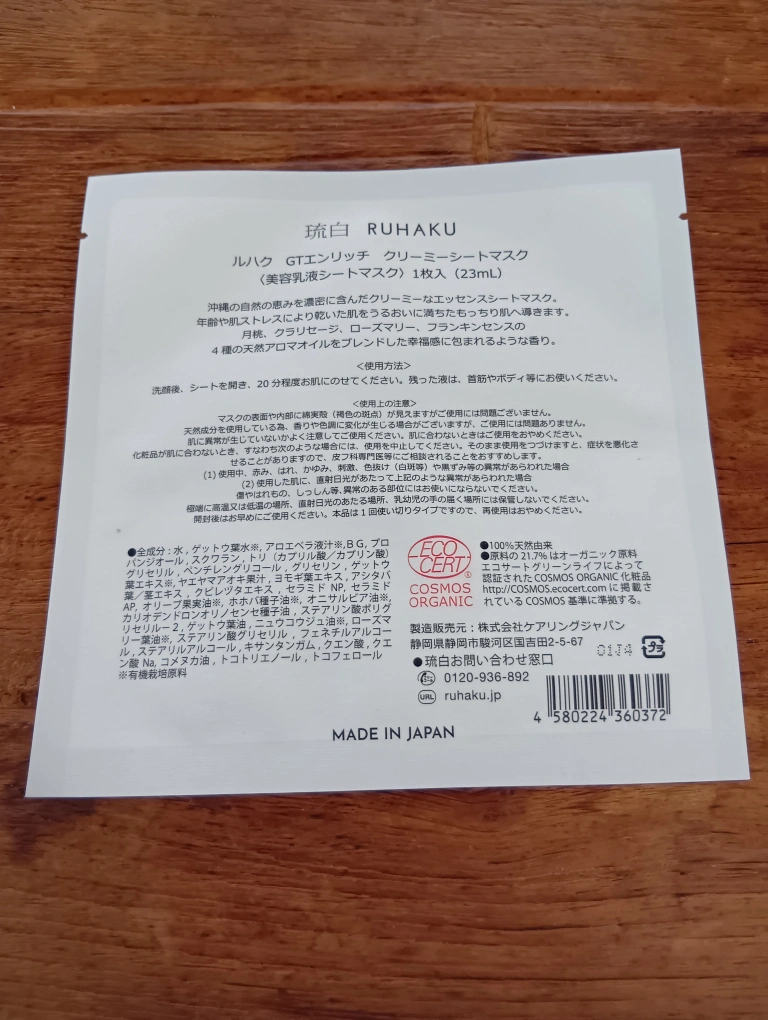 琉白 RUHAKU
ルハク GTエンリッチ クリーミーシートマスク
〈美容乳液シートマスク〉1枚入（23mL）
沖縄の自然の恵みを濃密に含んだクリーミーなエッセンスシートマスク。
年齢や肌ストレスにより乾いた肌をうるおいに満ちたもっちり肌へ導きます。
月桃、クラリセージ、ローズマリー、フランキンセンスの
4種の天然アロマオイルをブレンドした幸福感に包まれるような香り。
＜使用方法＞
洗顔後、シートを開き、20分程度お肌にのせてください。残った液は、首筋やボディ等にお使いください。
＜使用上の注意＞
マスクの表面や内部に綿実殻（褐色の斑点）が見えますがご使用には問題ございません。
天然成分を使用している為、香りや色調に変化が生じる場合がございますが、ご使用には問題ありません。
肌に異常が生じていないかよく注意してご使用ください。肌に合わないときはご使用をおやめください。
化粧品が肌に合わないとき、すなわち次のような場合には、使用を中止してください。そのまま使用をつづけますと、症状を悪化さ
せることがありますので、皮フ科専門医等にご相談されることをおすすめします。
(1) 使用中、赤み、はれ、かゆみ、刺激、色抜け（白斑等）や黒ずみ等の異常があらわれた場合
(2) 使用した肌に、直射日光があたって上記のような異常があらわれた場合
傷やはれもの、しっしん等、異常のある部位にはお使いにならないでください。
極端に高温又は低温の場所、直射日光のあたる場所、乳幼児の手の届く場所には保管しないでください。
開封後はお早めにご使用ください。本品は1回使い切りタイプですので、再使用はおやめください。
●全成分：水 , ゲットウ葉水※, アロエベラ液汁※,ＢＧ, プロ
パンジオール , スクワラン , トリ（カプリル酸／カプリン酸）
グリセリル , ペンチレングリコール , グリセリン , ゲットウ
葉エキス※, ヤエヤマアオキ果汁 , ヨモギ葉エキス , アシタバ
葉／茎エキス , クビレヅタエキス , セラミド NP, セラミド
AP, オリーブ果実油※, ホホバ種子油※, オニサルビア油※,
カリオデンドロンオリノセンセ種子油 , ステアリン酸ポリグ
リセリル－２, ゲットウ葉油 , ニュウコウジュ油※, ローズマ
リー葉油※, ステアリン酸グリセリル , フェネチルアルコー
ル , ステアリルアルコール , キサンタンガム , クエン酸 , クエ
ン酸 Na, コメヌカ油 , トコトリエノール , トコフェロール
※有機栽培原料
ECO
CERT
®
COSMOS
ORGANIC
●100%天然由来
●原料の 21.7% はオーガニック原料
エコサートグリーンライフによって
認証された COSMOS ORGANIC 化粧品
http://COSMOS.ecocert.com に掲載さ
れている COSMOS 基準に準拠する。
製造販売元：株式会社ケアリングジャパン
静岡県静岡市駿河区国吉田2-5-67
01J4
プラ
●琉白お問い合わせ窓口
0120-936-892
URL ruhaku.jp
4 580224 360372
MADE IN JAPAN